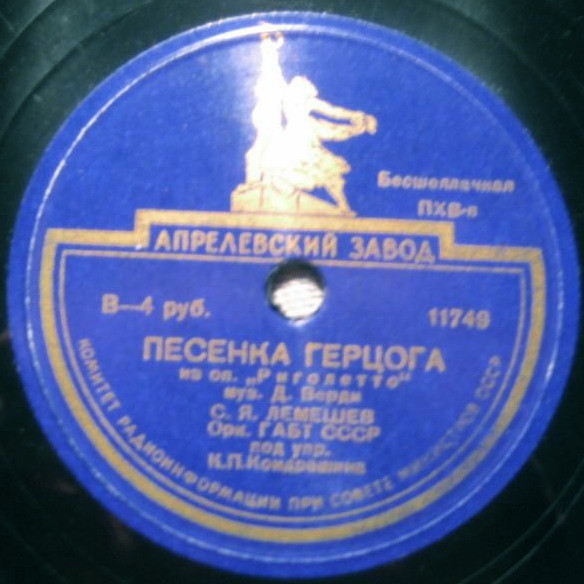 Бесшеллачная
ПХВ-в
АПРЕЛЕВСКИЙ ЗАВОД
В—4 руб.
11749
ПЕСЕНКА ГЕРЦОГА
из оп. „Риголетто"
муз. Д. Верди
С. Я. ЛЕМЕШЕВ
Орк. ГАБТ СССР
под упр.
К.П.Кондрашина
КОМИТЕТ РАДИОИНФОРМАЦИИ ПРИ СОВЕТЕ МИНИСТРОВ СССР